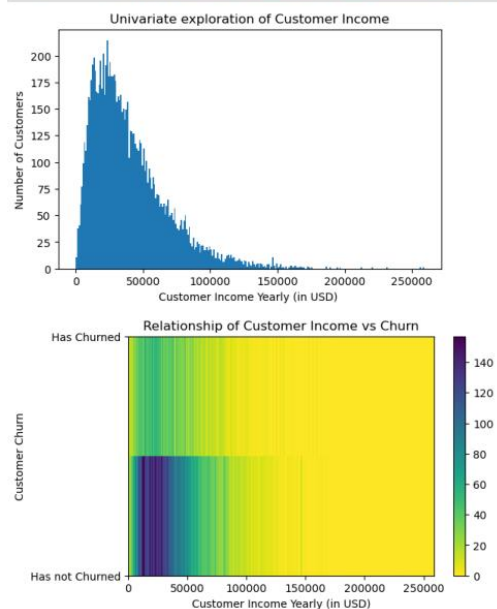 Univariate exploration of Customer Income
200
175
150
125
100
75
50
25
0
Number of Customers
0 50000 100000 150000 200000 250000
Customer Income Yearly (in USD)
Relationship of Customer Income vs Churn
Has Churned
Customer Churn
Has not Churned
0 50000 100000 150000 200000 250000
Customer Income Yearly (in USD)
140
120
100
80
60
40
20
0